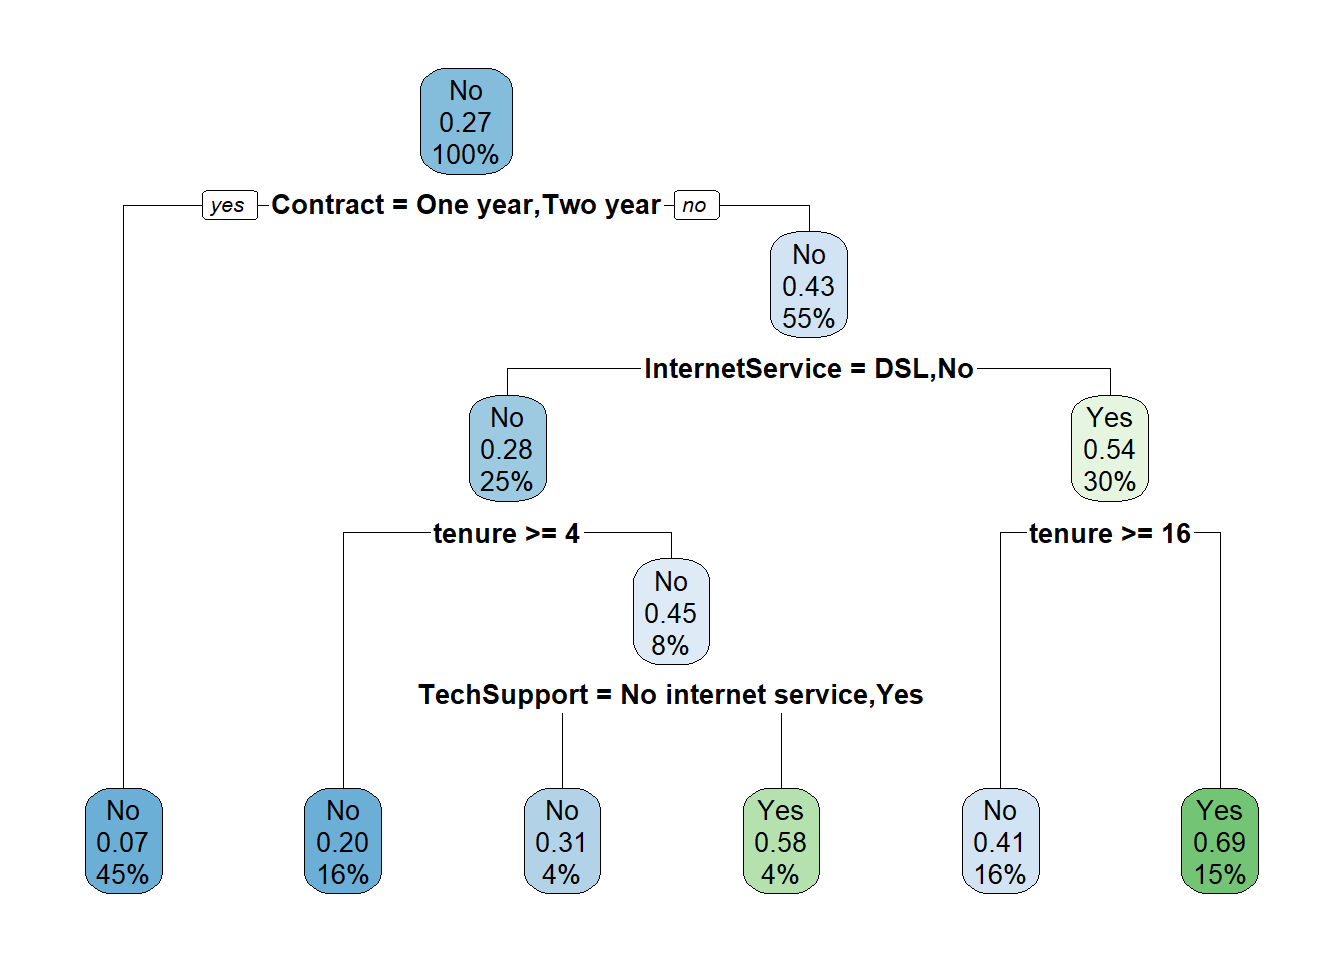 No
0.27
100%
yes Contract = One year,Two year no
No
0.43
55%
InternetService = DSL,No
No
0.28
25%
Yes
0.54
30%
tenure >= 4
tenure >= 16
No
0.45
8%
TechSupport = No internet service,Yes
No
0.07
45%
No
0.20
16%
No
0.31
4%
Yes
0.58
4%
No
0.41
16%
Yes
0.69
15%